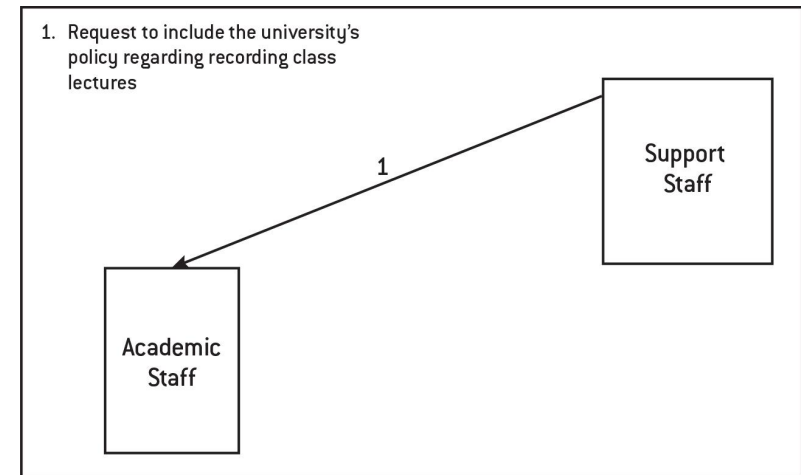 1. Request to include the university's
policy regarding recording class
lectures
1
Support
Staff
Academic
Staff